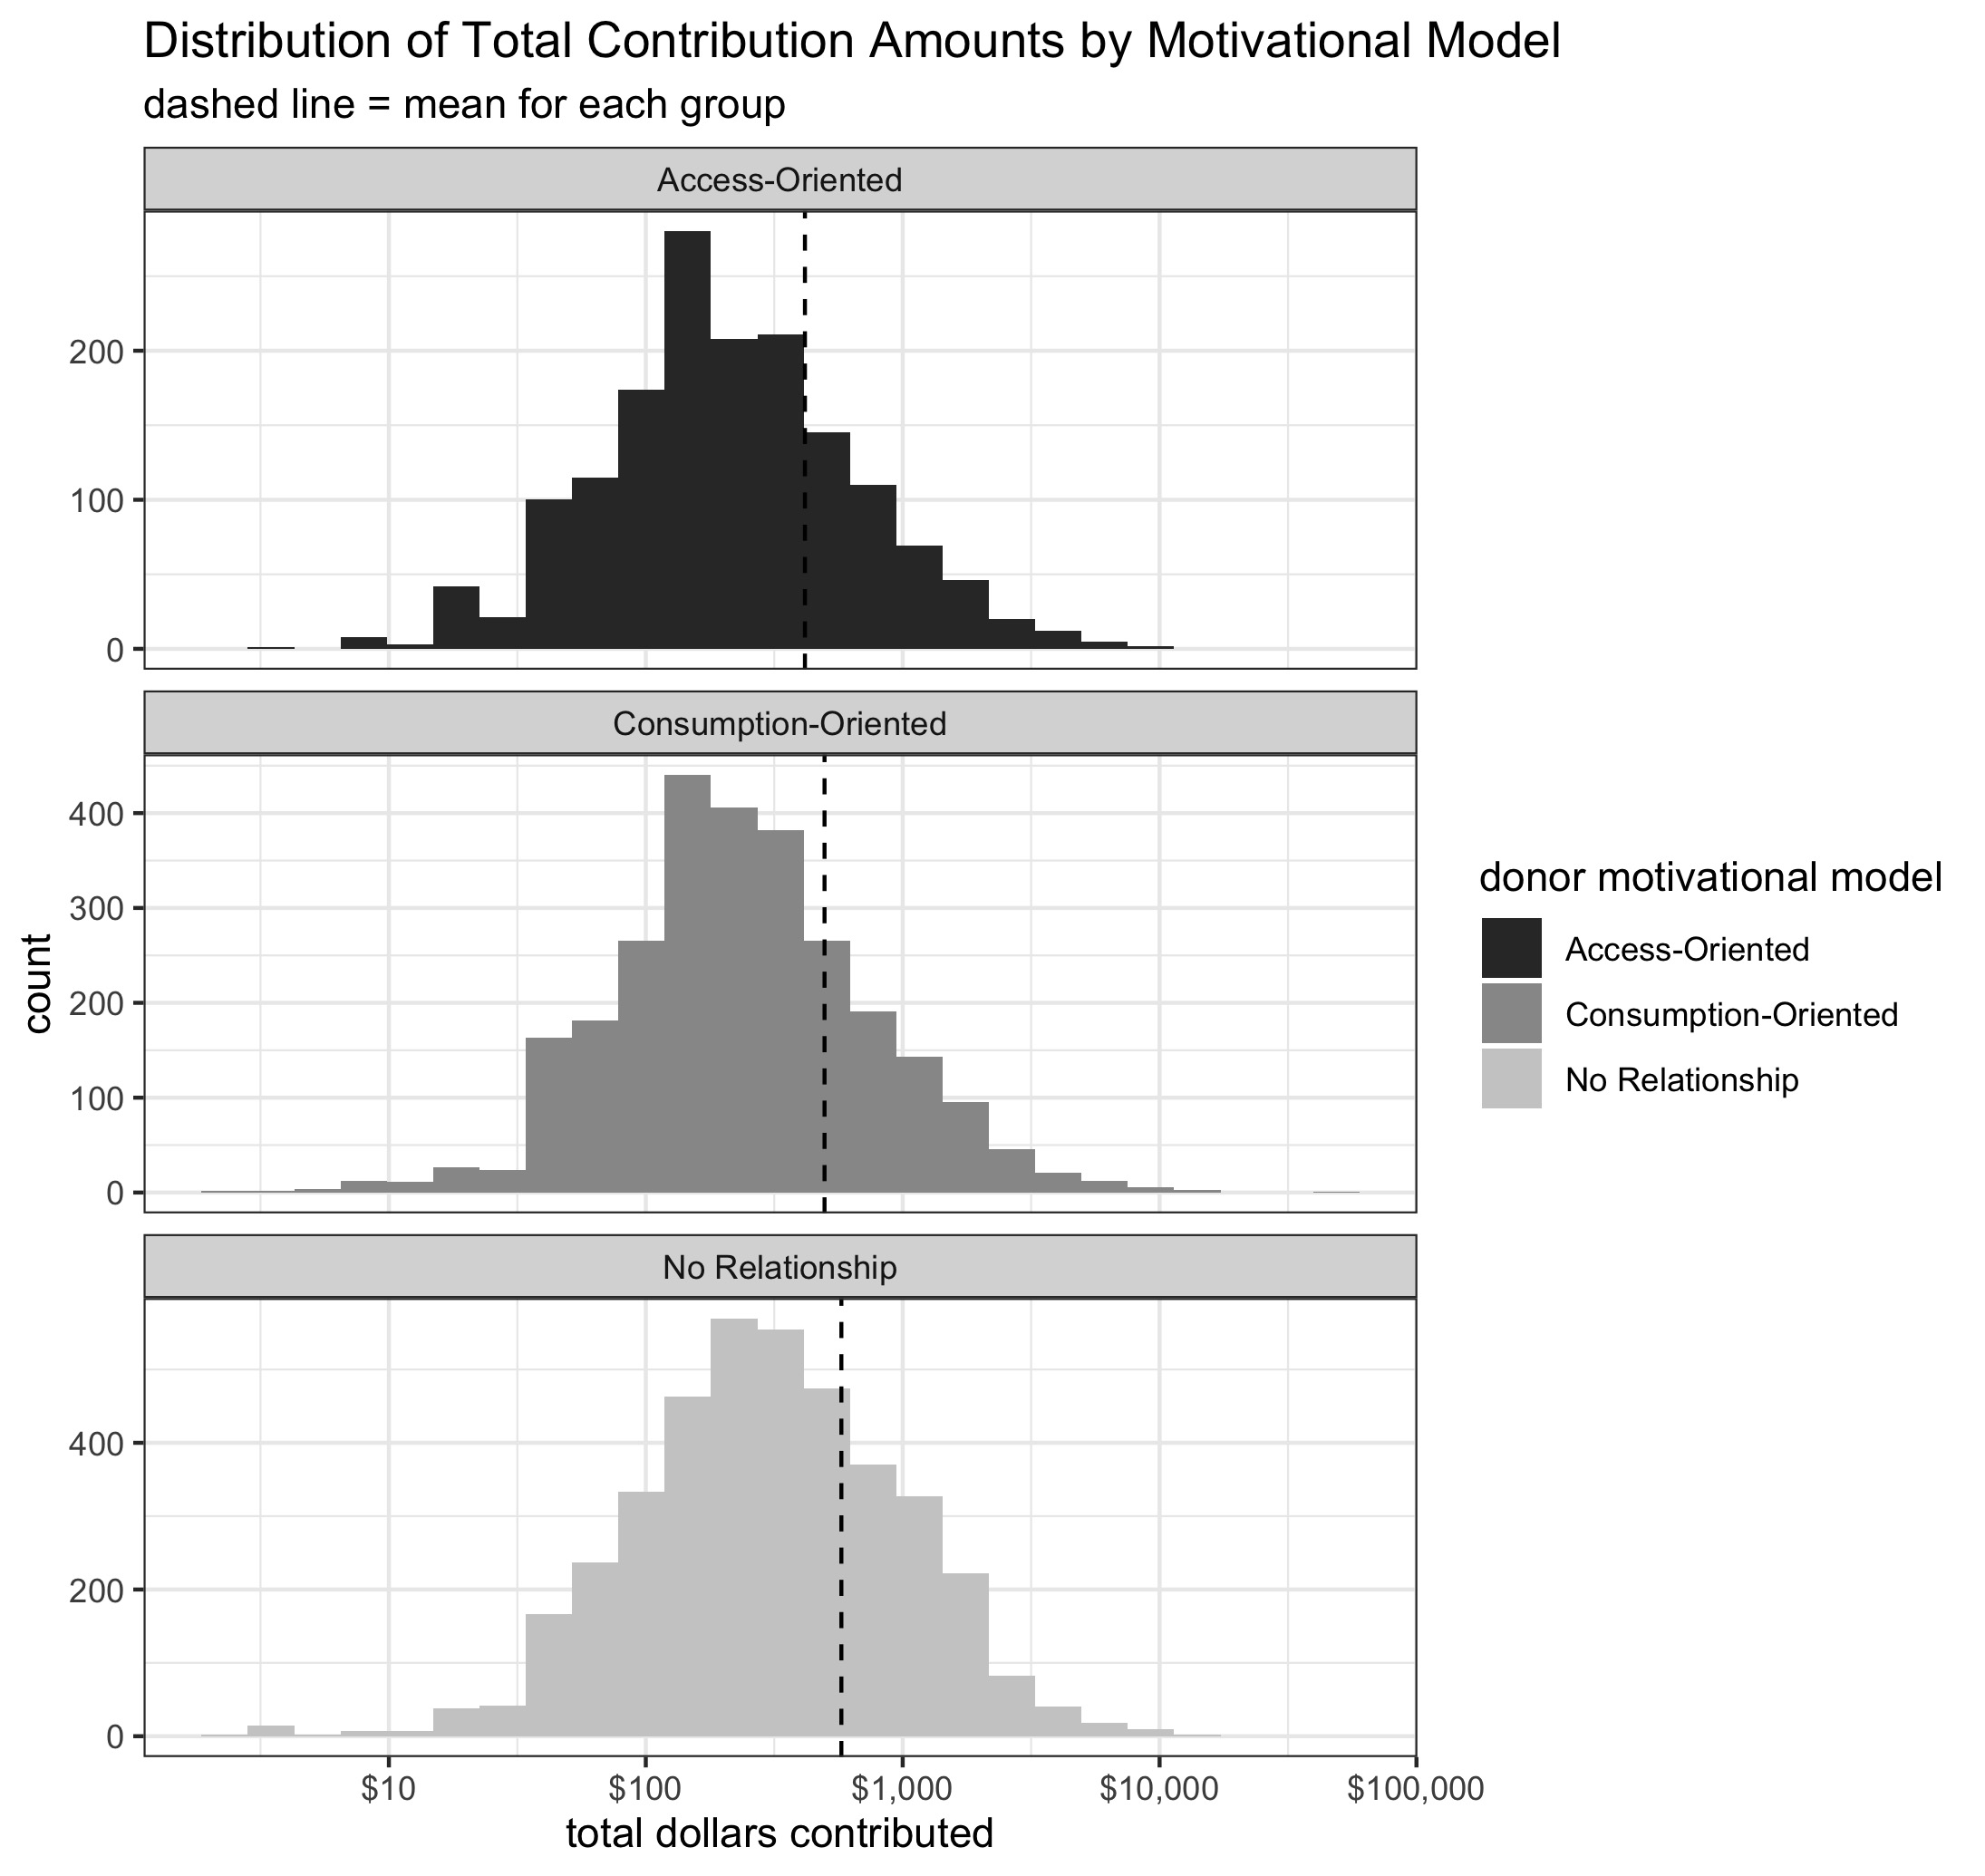 Distribution of Total Contribution Amounts by Motivational Model
dashed line = mean for each group
Access-Oriented
200
100
0
Consumption-Oriented
400
300
200
100
0
count
No Relationship
400
200
0
$10 $100 $1,000 $10,000 $100,000
total dollars contributed
donor motivational model
Access-Oriented
Consumption-Oriented
No Relationship